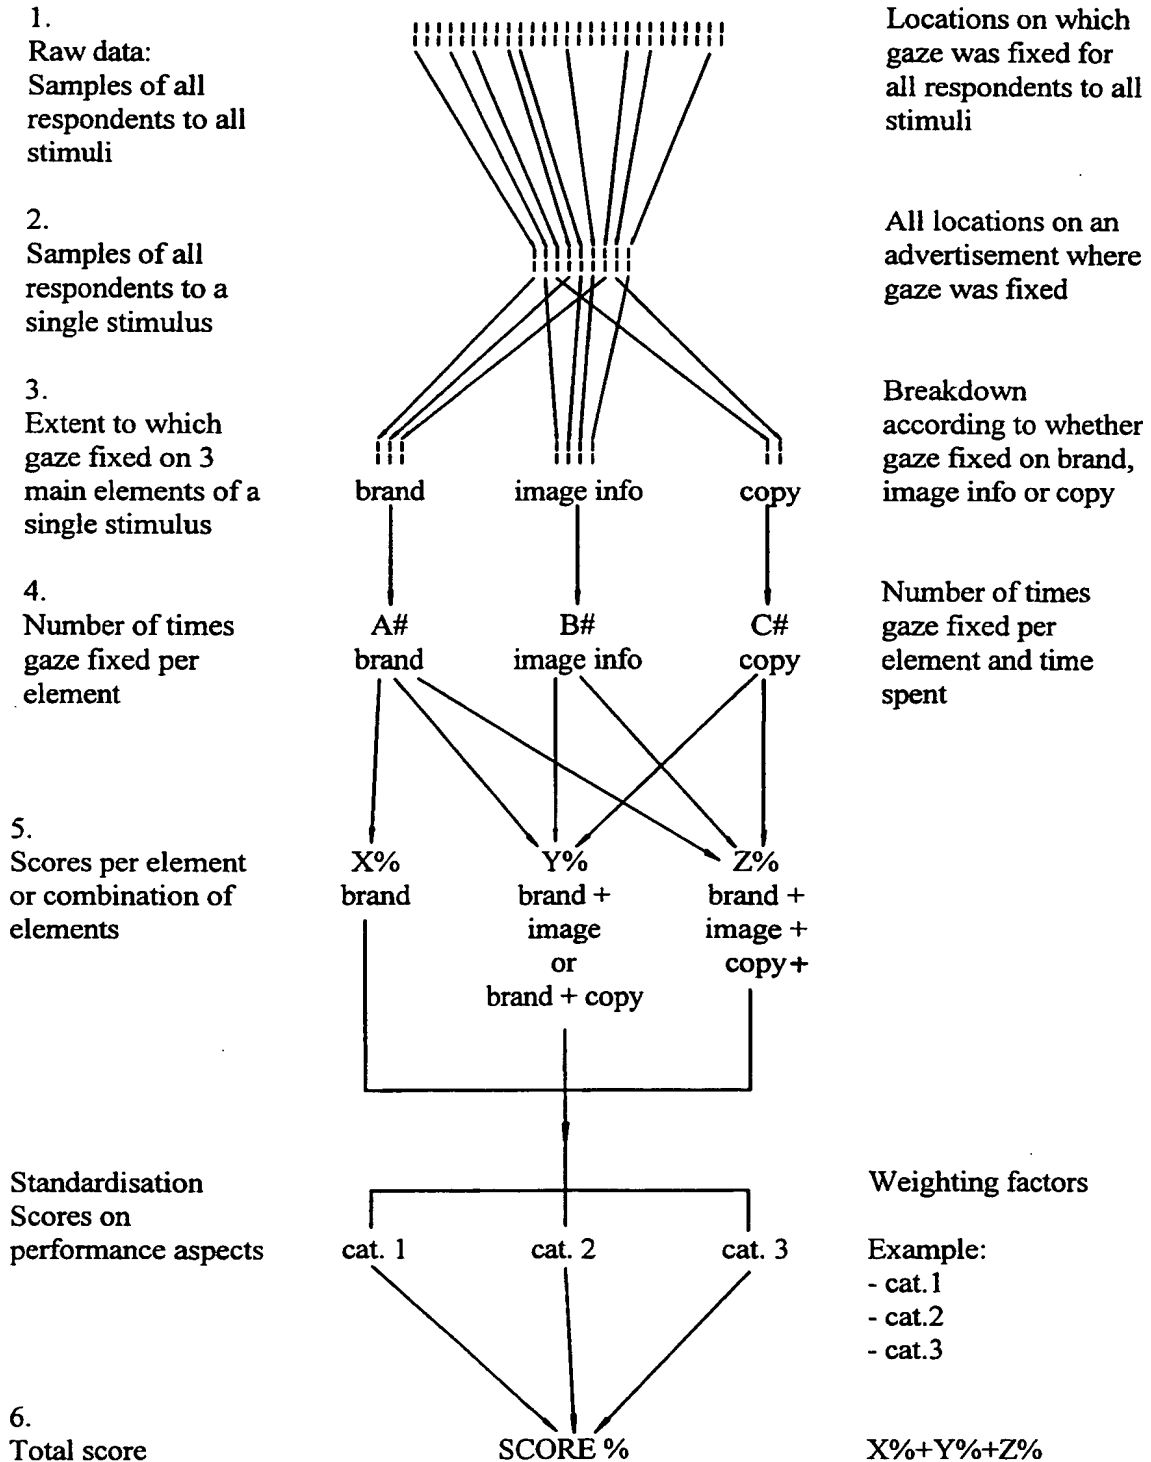 1.
Raw data:
Samples of all
respondents to all
stimuli
Locations on which
gaze was fixed for
all respondents to all
stimuli
2.
Samples of all
respondents to a
single stimulus
All locations on an
advertisement where
gaze was fixed
3.
Extent to which
gaze fixed on 3
main elements of a
single stimulus
brand
image info
copy
Breakdown
according to whether
gaze fixed on brand,
image info or copy
4.
Number of times
gaze fixed per
element
A#
brand
B#
image info
C#
copy
Number of times
gaze fixed per
element and time
spent
5.
Scores per element
or combination of
elements
X%
brand
Y%
brand +
image
or
brand + copy
Z%
brand +
image +
copy+
Standardisation
Scores on
performance aspects
cat. 1
cat. 2
cat. 3
Weighting factors
Example:
- cat.1
- cat.2
- cat.3
6.
Total score
SCORE %
X%+Y%+Z%